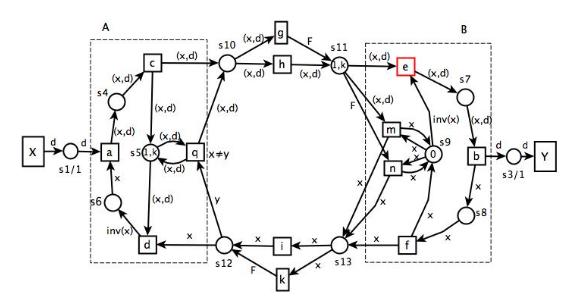 A
B
s10
(x,d)
g
F
s11
(x,d)
(x,d)
h
(x,d)
1,k
(x,d)
e
(x,d)
s7
c
(x,d)
s4
(x,d)
(x,d)
(x,d)
F
(x,d)
inv(x)
(x,d)
m
s9
0
X
d
s1/1
d
a
s5
1,k
(x,d)
(x,d)
q
x≠y
n
b
d
s3/1
d
Y
x
s6
(x,d)
y
x
x
x
x
x
s8
inv(x)
d
x
s12
x
i
x
s13
x
f
x
F
k
x